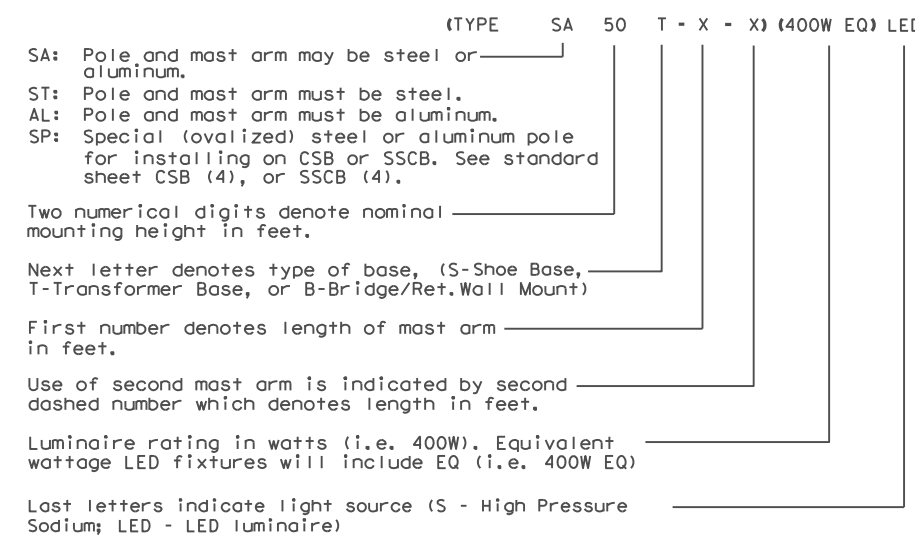 (TYPE SA 50 T - X - X) (400W EQ) LED
SA: Pole and mast arm may be steel or
aluminum.
ST: Pole and mast arm must be steel.
AL: Pole and mast arm must be aluminum.
SP: Special (ovalized) steel or aluminum pole
for installing on CSB or SSCB. See standard
sheet CSB (4), or SSCB (4).
Two numerical digits denote nominal
mounting height in feet.
Next letter denotes type of base, (S-Shoe Base,
T-Transformer Base, or B-Bridge/Ret.Wall Mount)
First number denotes length of mast arm
in feet.
Use of second mast arm is indicated by second
dashed number which denotes length in feet.
Luminaire rating in watts (i.e. 400W). Equivalent
wattage LED fixtures will include EQ (i.e. 400W EQ)
Last letters indicate light source (S - High Pressure
Sodium; LED - LED luminaire)